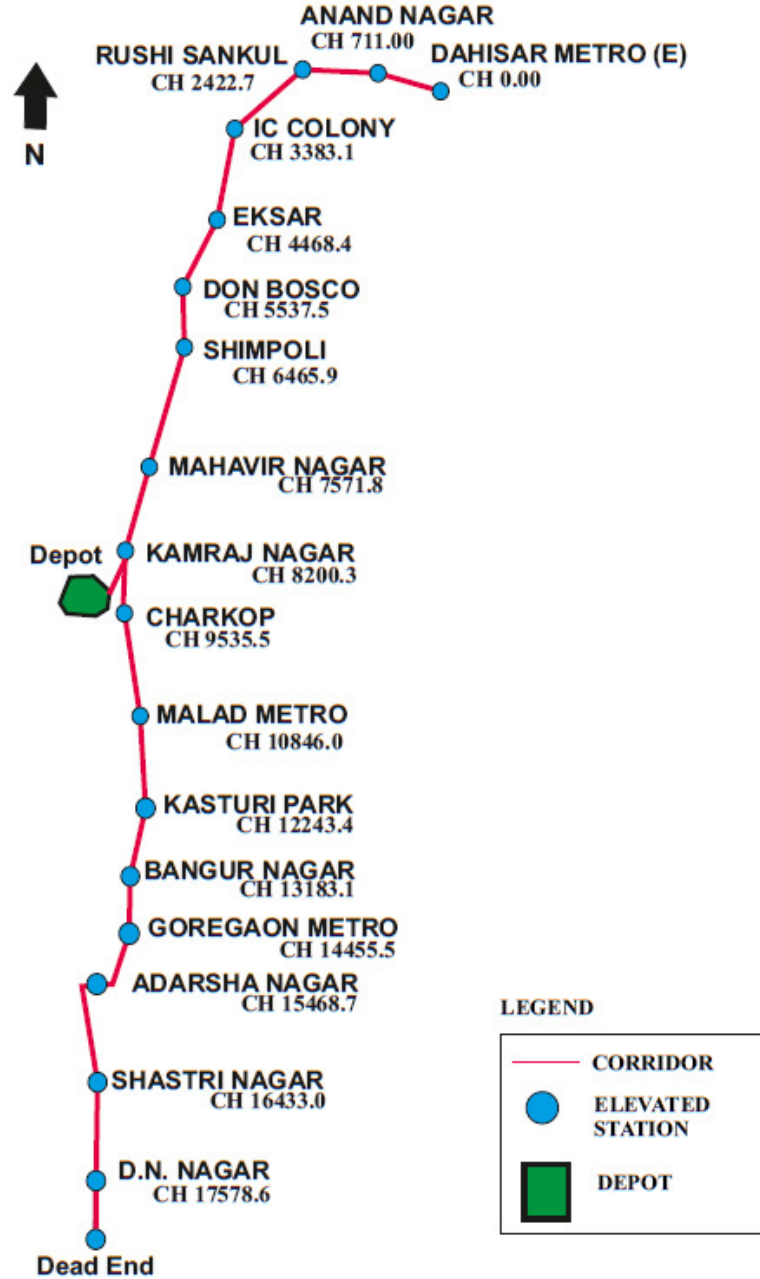 ANAND NAGAR
CH 711.00
RUSHI SANKUL
CH 2422.7
DAHISAR METRO (E)
CH 0.00
N
IC COLONY
CH 3383.1
EKSAR
CH 4468.4
DON BOSCO
CH 5537.5
SHIMPOLI
CH 6465.9
MAHAVIR NAGAR
CH 7571.8
Depot
KAMRAJ NAGAR
CH 8200.3
CHARKOP
CH 9535.5
MALAD METRO
CH 10846.0
KASTURI PARK
CH 12243.4
BANGUR NAGAR
CH 13183.1
GOREGAON METRO
CH 14455.5
ADARSHA NAGAR
CH 15468.7
SHASTRI NAGAR
CH 16433.0
D.N. NAGAR
CH 17578.6
Dead End
LEGEND
CORRIDOR
ELEVATED
STATION
DEPOT